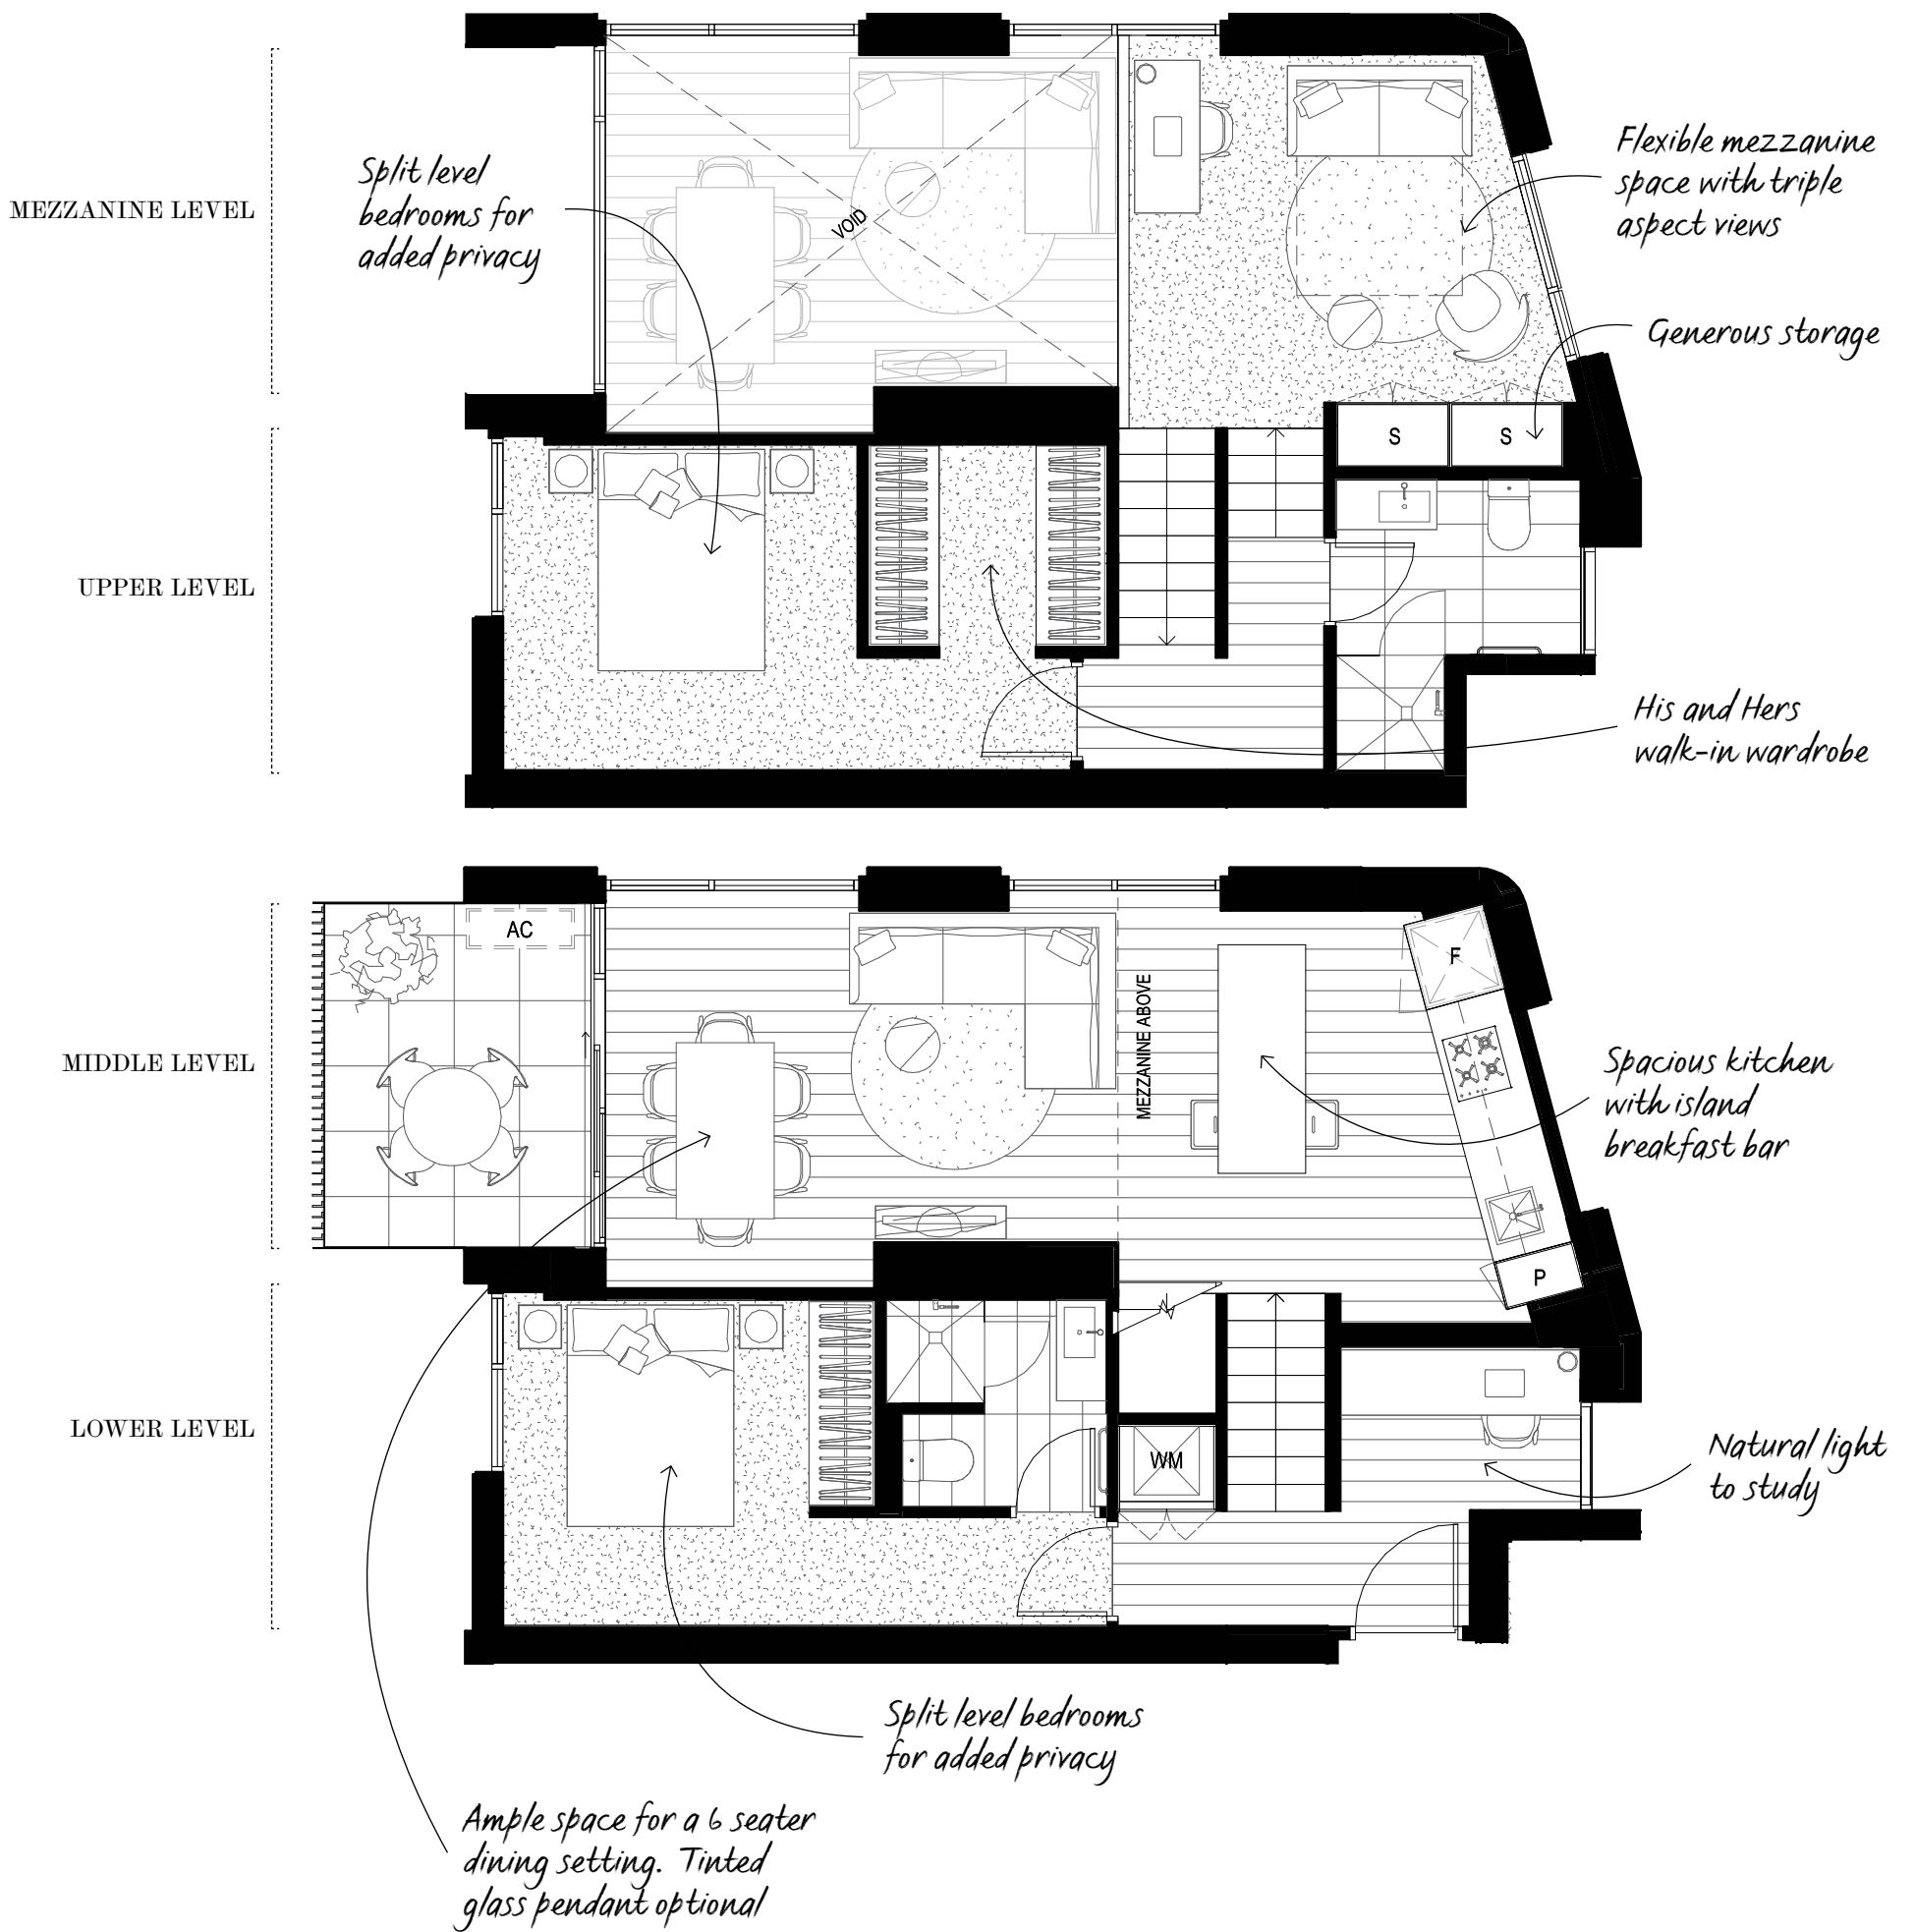 MEZZANINE LEVEL
Split level
bedrooms for
added privacy
VOID
Flexible mezzanine
space with triple
aspect views
Generous storage
S
S
UPPER LEVEL
His and Hers
walk-in wardrobe
MIDDLE LEVEL
AC
MEZZANINE ABOVE
F
Spacious kitchen
with island
breakfast bar
P
LOWER LEVEL
WM
Natural light
to study
Split level bedrooms
for added privacy
Ample space for a 6 seater
dining setting. Tinted
glass pendant optional